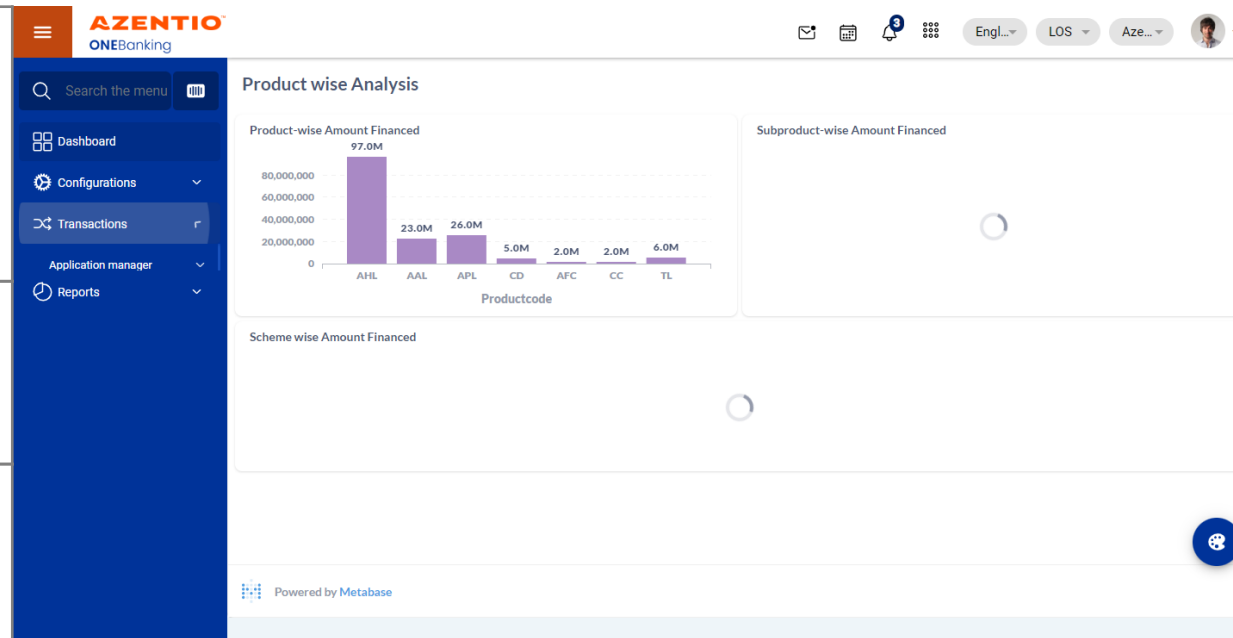 AZENTIO
ONEBanking
3
Engl...
LOS
Aze...
Search the menu
Dashboard
Configurations
Transactions
Application manager
Reports
Product wise Analysis
Product-wise Amount Financed
97.0M
80,000,000
60,000,000
40,000,000
20,000,000
0
23.0M
26.0M
5.0M
2.0M
2.0M
6.0M
AHL AAL APL CD AFC CC TL
Productcode
Subproduct-wise Amount Financed
Scheme wise Amount Financed
Powered by Metabase